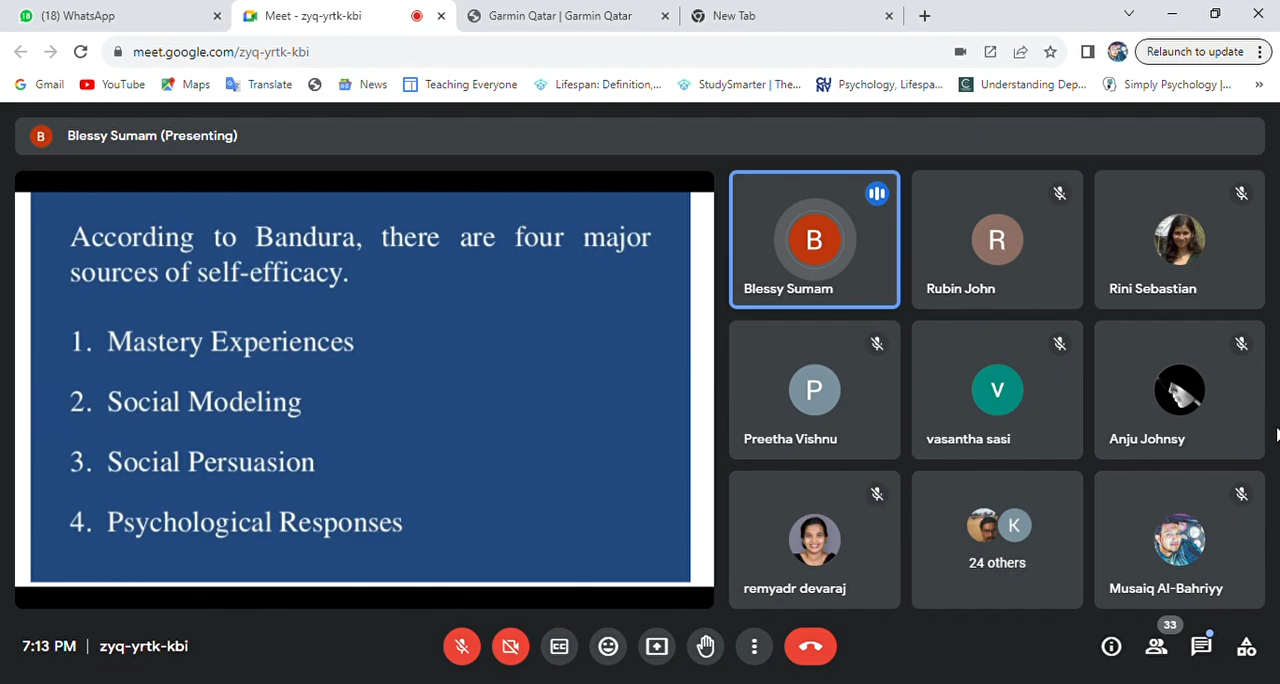 (18) WhatsApp
Meet - zyq-yrtk-kbi
Garmin Qatar | Garmin Qatar
New Tab
meet.google.com/zyq-yrtk-kbi
Relaunch to update
Gmail
YouTube
Maps
Translate
News
Teaching Everyone
Lifespan: Definition,...
StudySmarter | The...
Psychology, Lifespa...
Understanding Dep...
Simply Psychology |...
B
Blessy Sumam (Presenting)
According to Bandura, there are four major
sources of self-efficacy.
1. Mastery Experiences
2. Social Modeling
3. Social Persuasion
4. Psychological Responses
B
Blessy Sumam
R
Rubin John
Rini Sebastian
P
Preetha Vishnu
V
vasantha sasi
Anju Johnsy
remyadr devaraj
K
24 others
Musaiq Al-Bahriyy
7:13 PM | zyq-yrtk-kbi
33